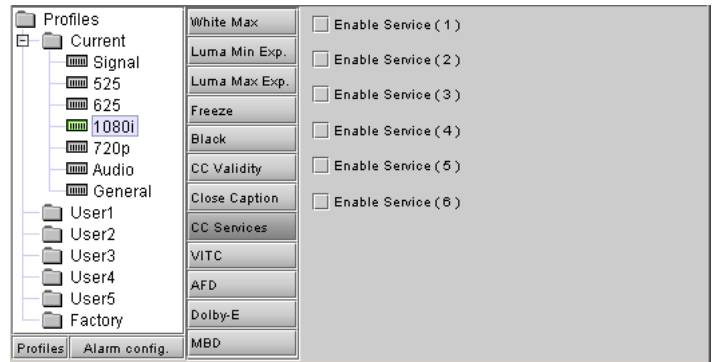 Profiles
Current
Signal
525
625
1080i
720p
Audio
General
User1
User2
User3
User4
User5
Factory
Profiles
Alarm config.
White Max
Luma Min Exp.
Luma Max Exp.
Freeze
Black
CC Validity
Close Caption
CC Services
VITC
AFD
Dolby-E
MBD
Enable Service ( 1 )
Enable Service ( 2 )
Enable Service ( 3 )
Enable Service ( 4 )
Enable Service ( 5 )
Enable Service ( 6 )